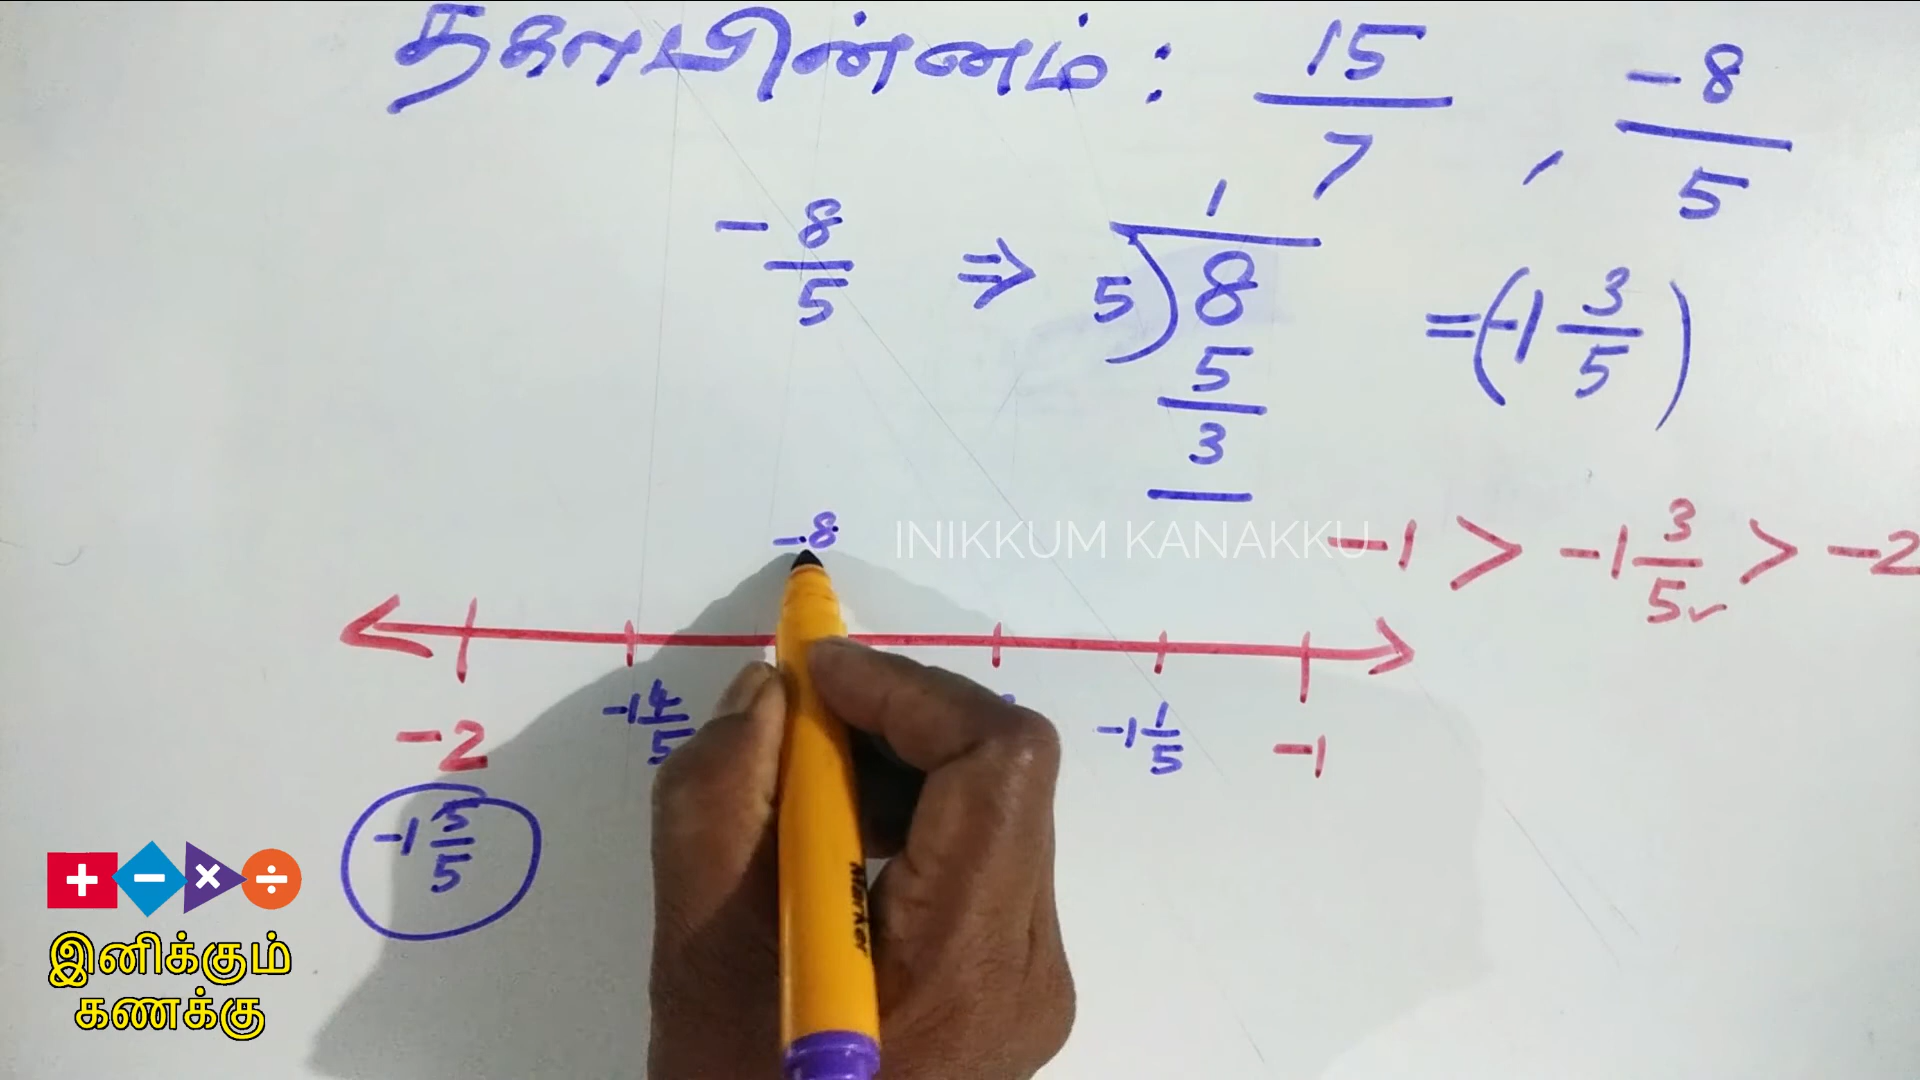 தகாபின்னம் : 15/7 , -8/5
-8/5 ⇒ 5)8 1 5 3 = (-1 3/5)
-8
INIKKUM KANAKKU
-1 > -1 3/5 > -2
-2 -1 4/5 -1 1/5 -1
-1 5/5
+ − × ÷
இனிக்கும்
கணக்கு